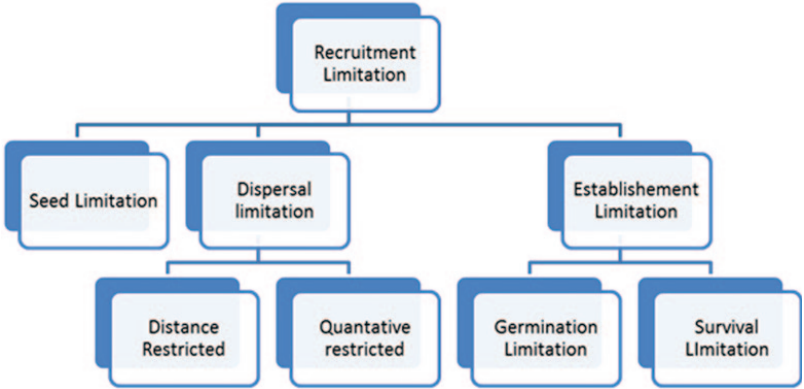 Recruitment
Limitation
Seed Limitation
Dispersal
limitation
Establishement
Limitation
Distance
Restricted
Quantative
restricted
Germination
Limitation
Survival
LImitation